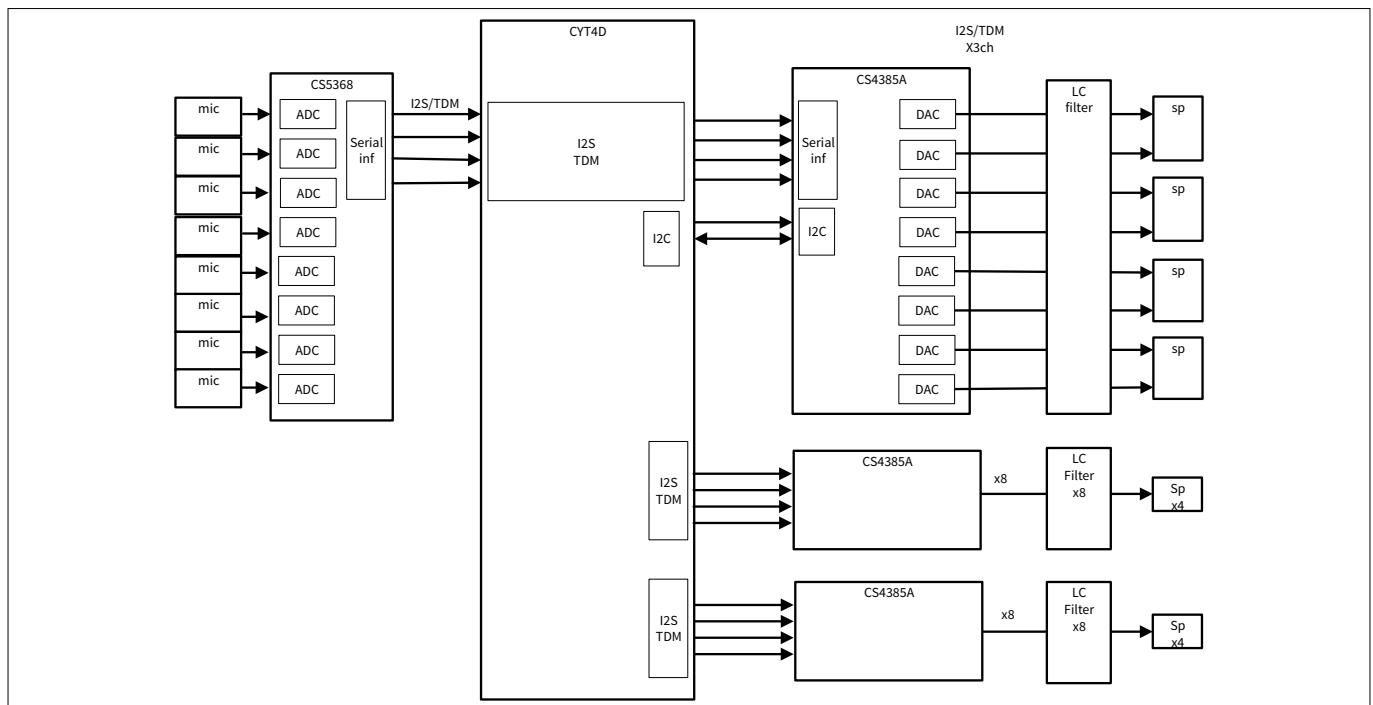 CYT4D
I2S/TDM
X3ch
CS5368
CS4385A
mic
mic
mic
mic
mic
mic
mic
mic
ADC
ADC
ADC
ADC
ADC
ADC
ADC
ADC
Serial
inf
I2S/TDM
I2S
TDM
I2C
Serial
inf
I2C
DAC
DAC
DAC
DAC
DAC
DAC
DAC
DAC
LC
filter
sp
sp
sp
sp
I2S
TDM
CS4385A
x8
LC
Filter
x8
Sp
x4
I2S
TDM
CS4385A
x8
LC
Filter
x8
Sp
x4